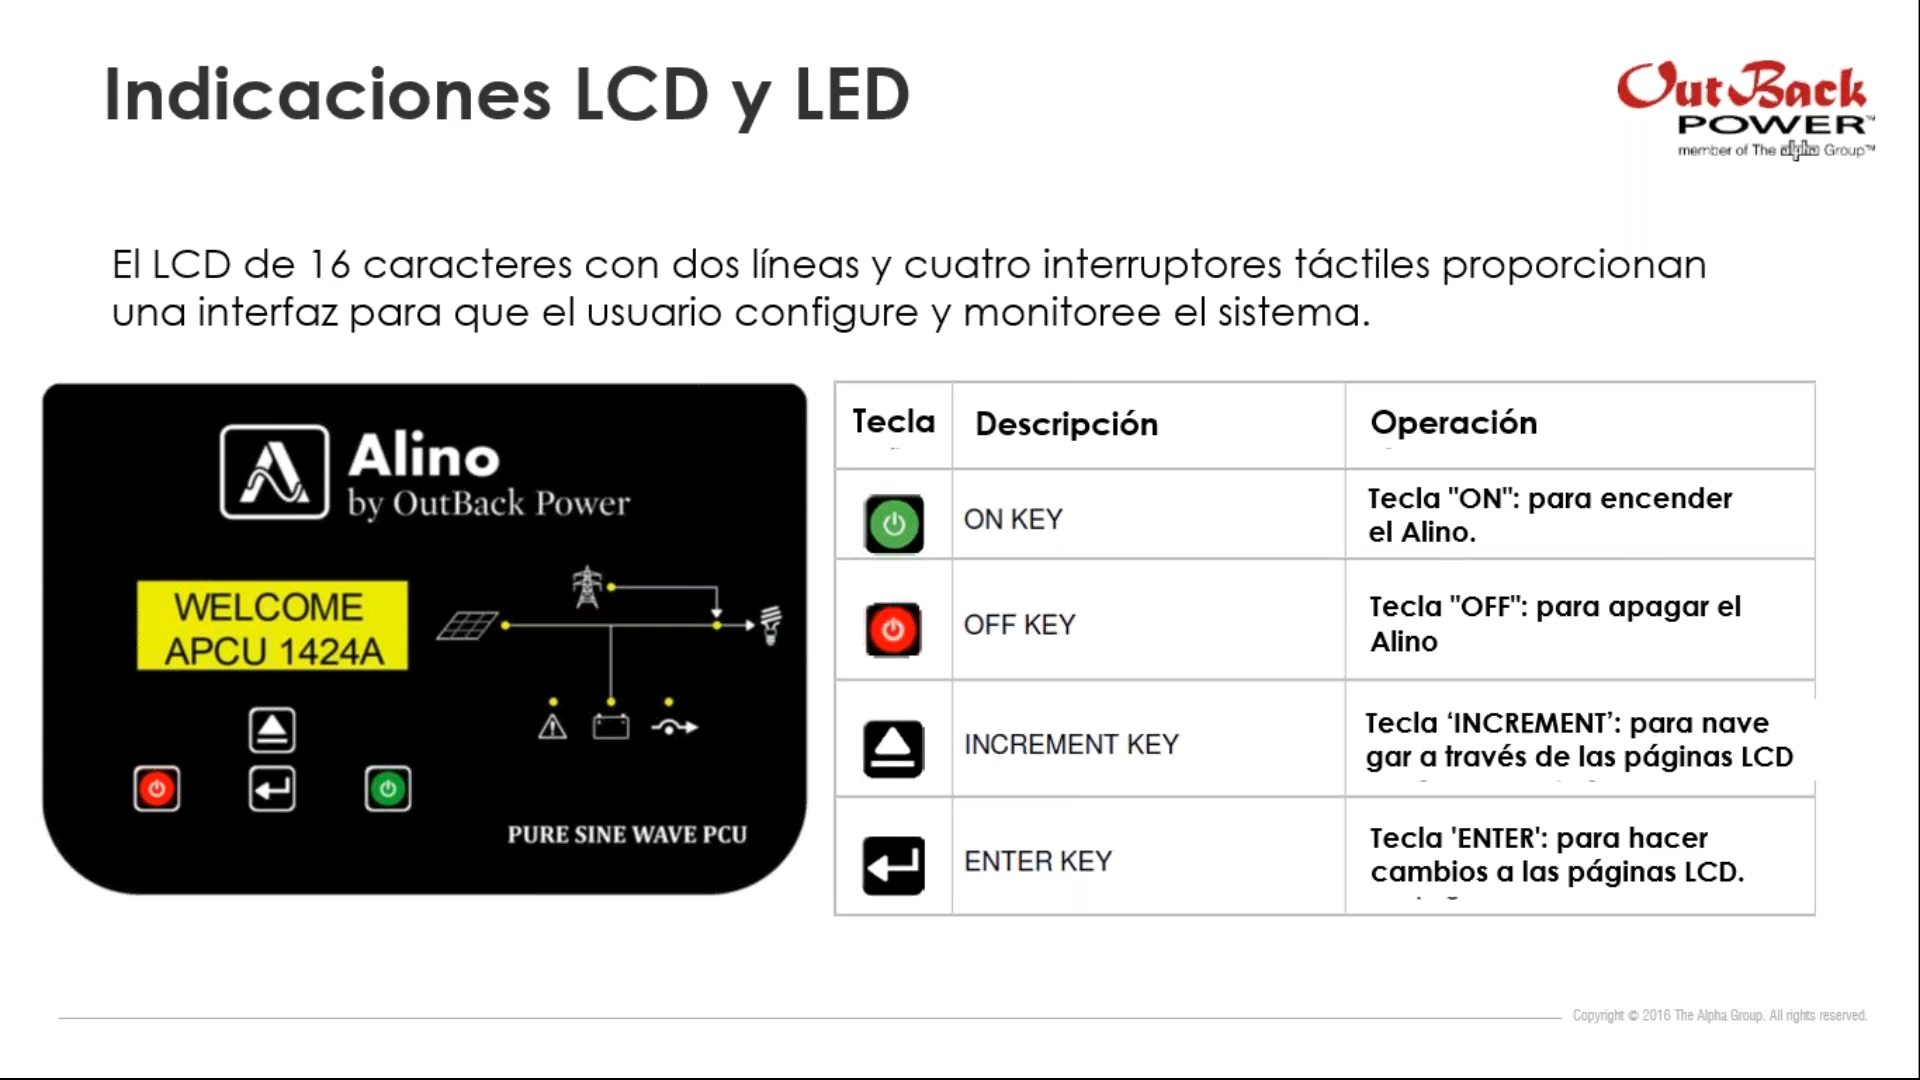 Indicaciones LCD y LED
OutBack
POWER™
member of The alpha Group™
El LCD de 16 caracteres con dos líneas y cuatro interruptores táctiles proporcionan
una interfaz para que el usuario configure y monitoree el sistema.
Alino
by OutBack Power
WELCOME
APCU 1424A
PURE SINE WAVE PCU
Tecla Descripción Operación
ON KEY
Tecla "ON": para encender
el Alino.
OFF KEY
Tecla "OFF": para apagar el
Alino
INCREMENT KEY
Tecla ‘INCREMENT’: para nave
gar a través de las páginas LCD
ENTER KEY
Tecla 'ENTER': para hacer
cambios a las páginas LCD.
Copyright © 2016 The Alpha Group. All rights reserved.